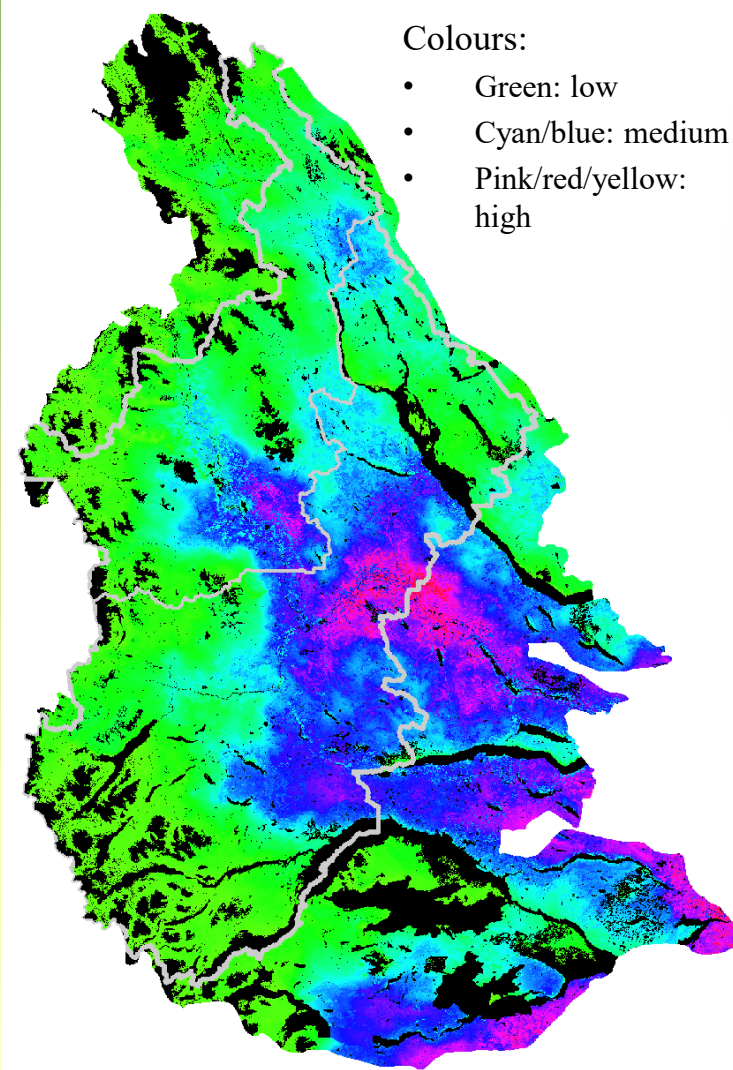 Colours:
• Green: low
• Cyan/blue: medium
• Pink/red/yellow:
high